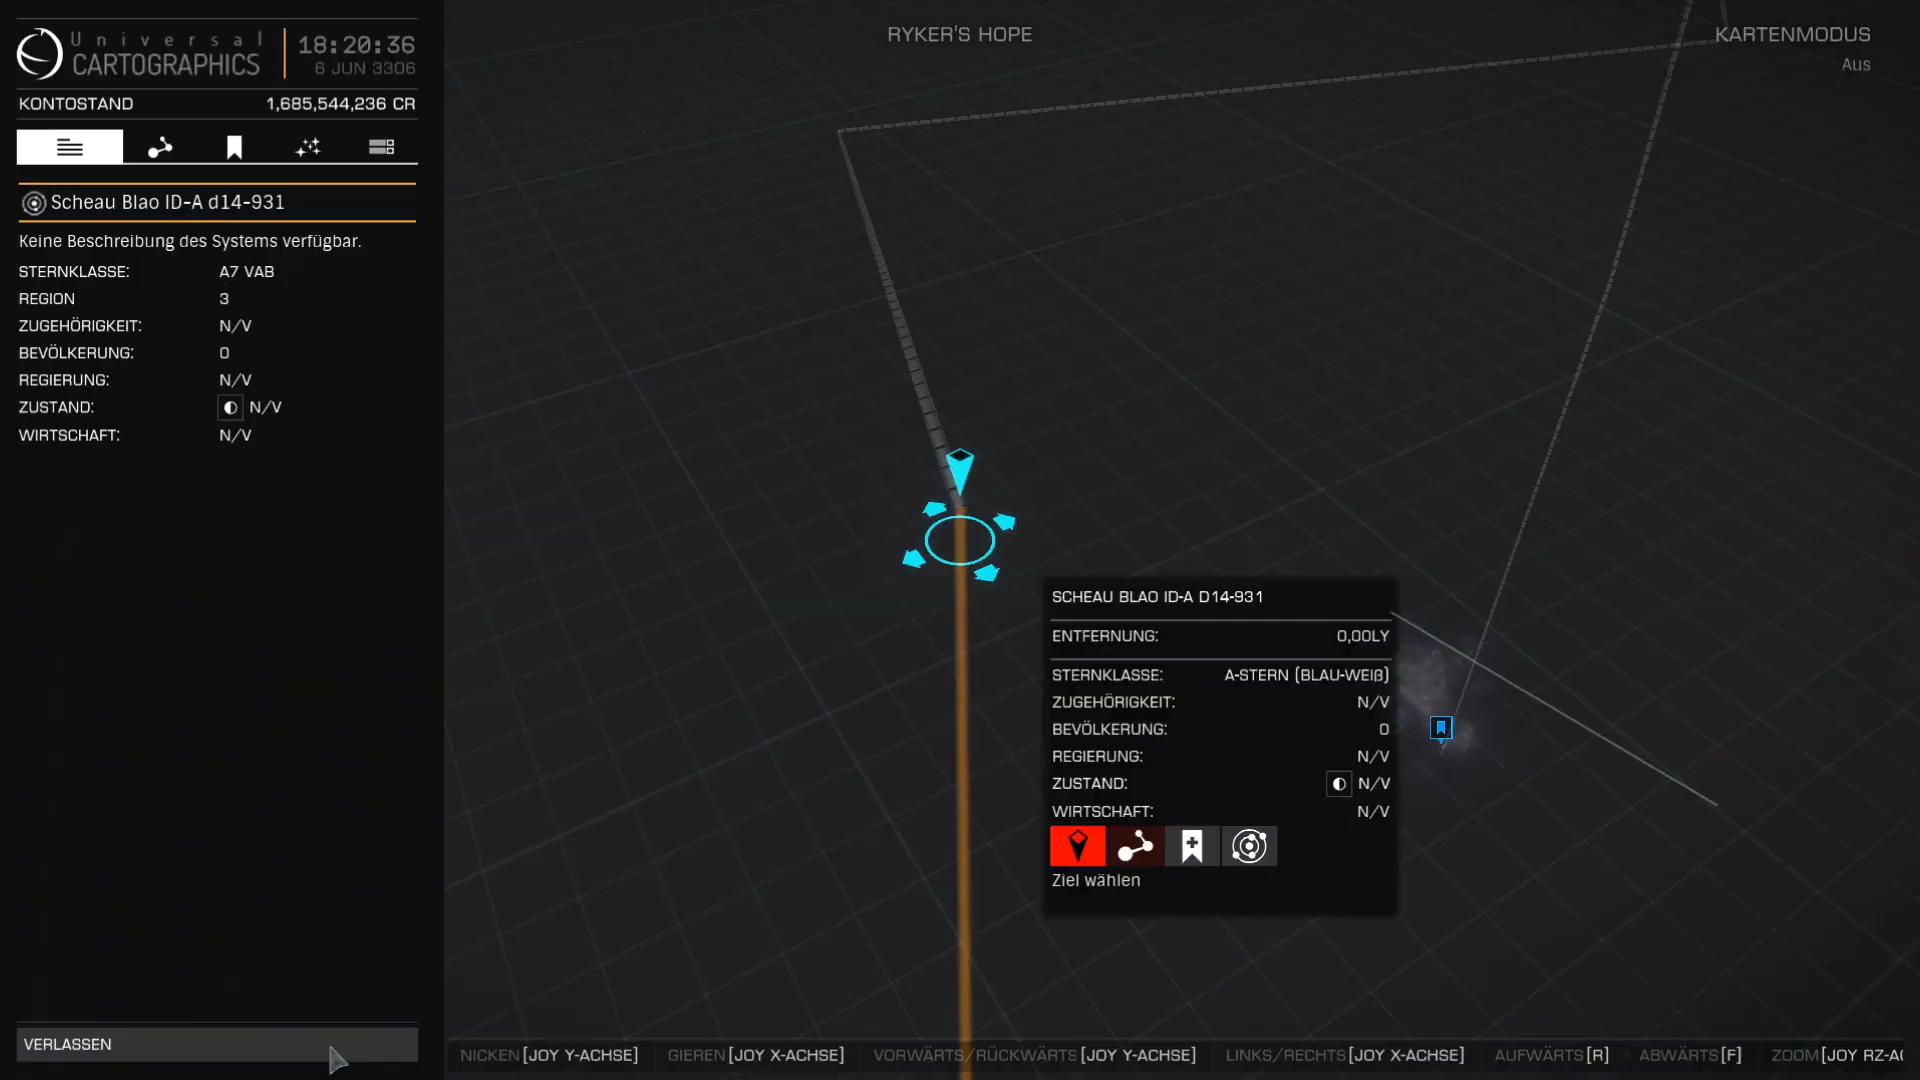 Universal
CARTOGRAPHICS
18:20:36
6 JUN 3306
KONTOSTAND 1,685,544,236 CR
Scheau Blao ID-A d14-931
Keine Beschreibung des Systems verfügbar.
STERNKLASSE: A7 VAB
REGION 3
ZUGEHÖRIGKEIT: N/V
BEVÖLKERUNG: 0
REGIERUNG: N/V
ZUSTAND: N/V
WIRTSCHAFT: N/V
VERLASSEN
RYKER'S HOPE
KARTENMODUS
Aus
SCHEAU BLAO ID-A D14-931
ENTFERNUNG: 0,00LY
STERNKLASSE: A-STERN (BLAU-WEIß)
ZUGEHÖRIGKEIT: N/V
BEVÖLKERUNG: 0
REGIERUNG: N/V
ZUSTAND: N/V
WIRTSCHAFT: N/V
Ziel wählen
NICKEN [JOY Y-ACHSE] GIEREN [JOY X-ACHSE] VORWÄRTS/RÜCKWÄRTS [JOY Y-ACHSE] LINKS/RECHTS [JOY X-ACHSE] AUFWÄRTS [R] ABWÄRTS [F] ZOOM [JOY RZ-AC